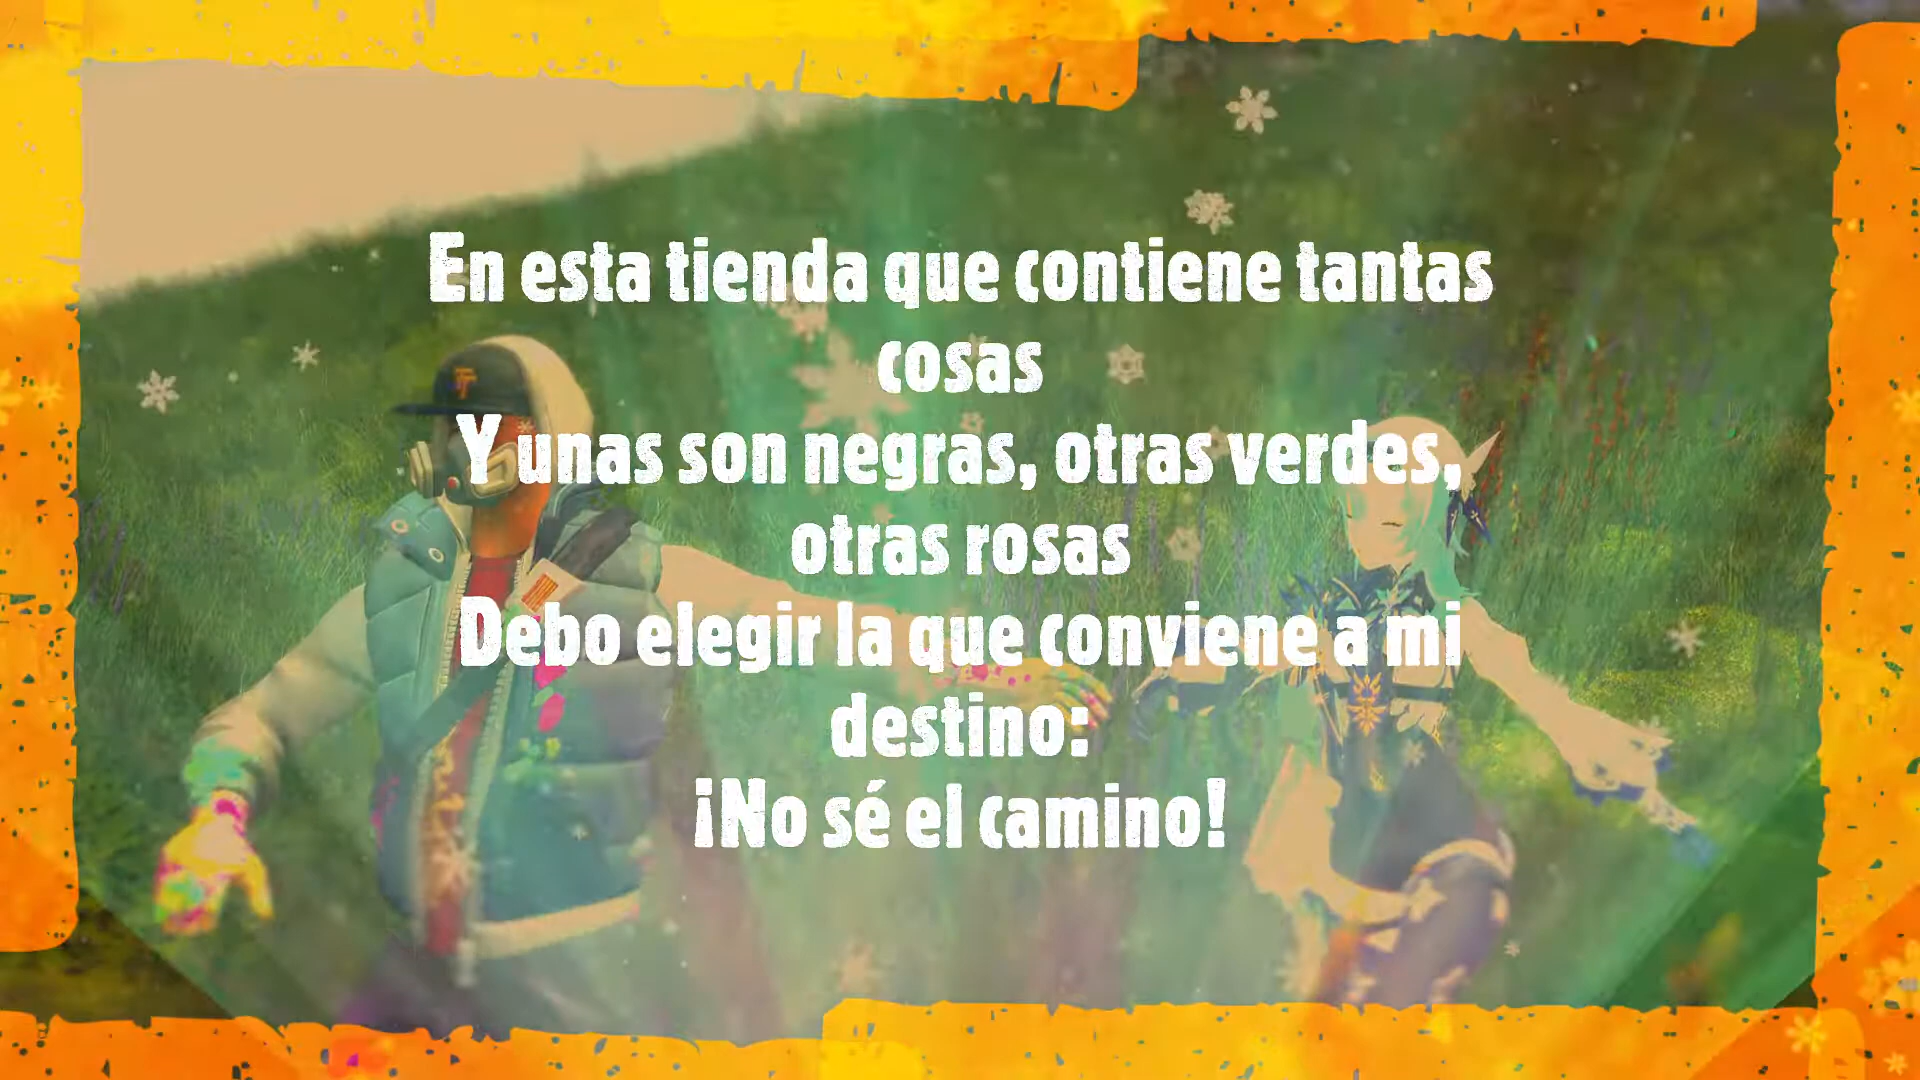 En esta tienda que contiene tantas
cosas
Y unas son negras, otras verdes,
otras rosas
Debo elegir la que conviene a mi
destino:
¡No sé el camino!